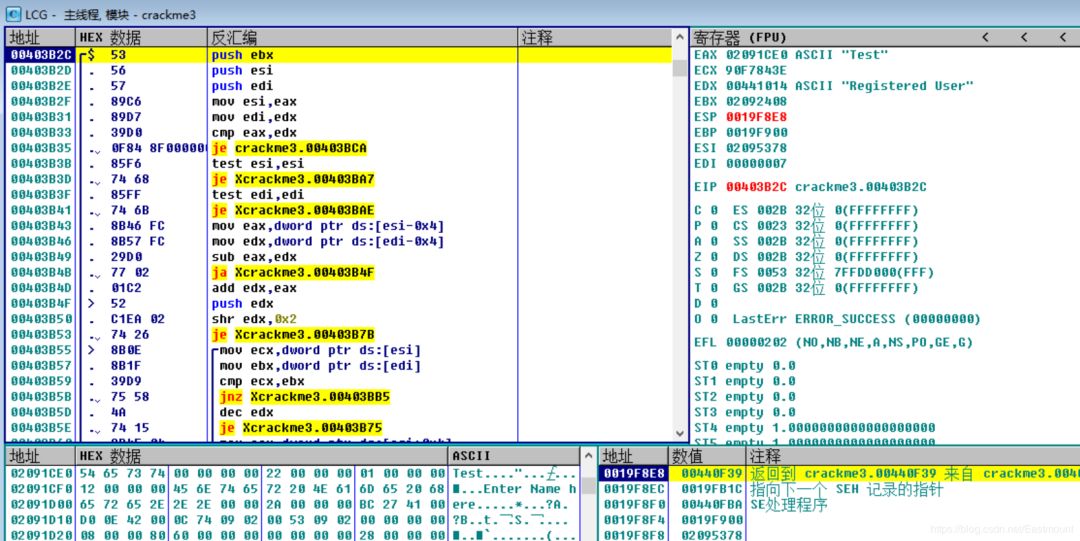 LCG - 主线程, 模块 - crackme3
地址 HEX 数据 反汇编 注释
00403B2C $ 53 push ebx
00403B2D . 56 push esi
00403B2E . 57 push edi
00403B2F . 89C6 mov esi,eax
00403B31 . 89D7 mov edi,edx
00403B33 . 39D0 cmp eax,edx
00403B35 . 0F84 8F000000 je crackme3.00403BCA
00403B3B . 85F6 test esi,esi
00403B3D . 74 68 je Xcrackme3.00403BA7
00403B3F . 85FF test edi,edi
00403B41 . 74 6B je Xcrackme3.00403BAE
00403B43 . 8B46 FC mov eax,dword ptr ds:[esi-0x4]
00403B46 . 8B57 FC mov edx,dword ptr ds:[edi-0x4]
00403B49 . 29D0 sub eax,edx
00403B4B . 77 02 ja Xcrackme3.00403B4F
00403B4D . 01C2 add edx,eax
00403B4F > 52 push edx
00403B50 . C1EA 02 shr edx,0x2
00403B53 . 74 26 je Xcrackme3.00403B7B
00403B55 > 8B0E mov ecx,dword ptr ds:[esi]
00403B57 . 8B1F mov ebx,dword ptr ds:[edi]
00403B59 . 39D9 cmp ecx,ebx
00403B5B . 75 58 jnz Xcrackme3.00403BB5
00403B5D . 4A dec edx
00403B5E . 74 15 je Xcrackme3.00403B75
寄存器 (FPU) < < <
EAX 02091CE0 ASCII "Test"
ECX 90F7843E
EDX 00441014 ASCII "Registered User"
EBX 02092408
ESP 0019F8E8
EBP 0019F900
ESI 02095378
EDI 00000007
EIP 00403B2C crackme3.00403B2C
C 0 ES 002B 32位 0(FFFFFFFF)
P 0 CS 0023 32位 0(FFFFFFFF)
A 0 SS 002B 32位 0(FFFFFFFF)
Z 0 DS 002B 32位 0(FFFFFFFF)
S 0 FS 0053 32位 7FFDD000(FFF)
T 0 GS 002B 32位 0(FFFFFFFF)
D 0
O 0 LastErr ERROR_SUCCESS (00000000)
EFL 00000202 (NO,NB,NE,A,NS,PO,GE,G)
ST0 empty 0.0
ST1 empty 0.0
ST2 empty 0.0
ST3 empty 0.0
ST4 empty 1.0000000000000000000
地址 HEX 数据 ASCII
02091CE0 54 65 73 74 00 00 00 00 22 00 00 00 01 00 00 00 Test...."...
02091CF0 12 00 00 00 45 6E 74 65 72 20 4E 61 6D 65 20 68 ...Enter Name h
02091D00 65 72 65 2E 2E 2E 00 00 2A 00 00 00 BC 27 41 00 ere.....*...?A.
02091D10 D0 0E 42 00 0C 74 09 02 00 53 09 02 00 00 00 00
02091D20 08 00 00 80 60 00 00 00 00 00 00 00 28 00 00 00
地址 数值 注释
0019F8E8 00440F39 返回到 crackme3.00440F39 来自 crackme3.0040
0019F8EC 0019FB1C 指向下一个 SEH 记录的指针
0019F8F0 00440FBA SE处理程序
0019F8F4 0019F900
0019F8F8 02095378
https://blog.csdn.net/Eastmount